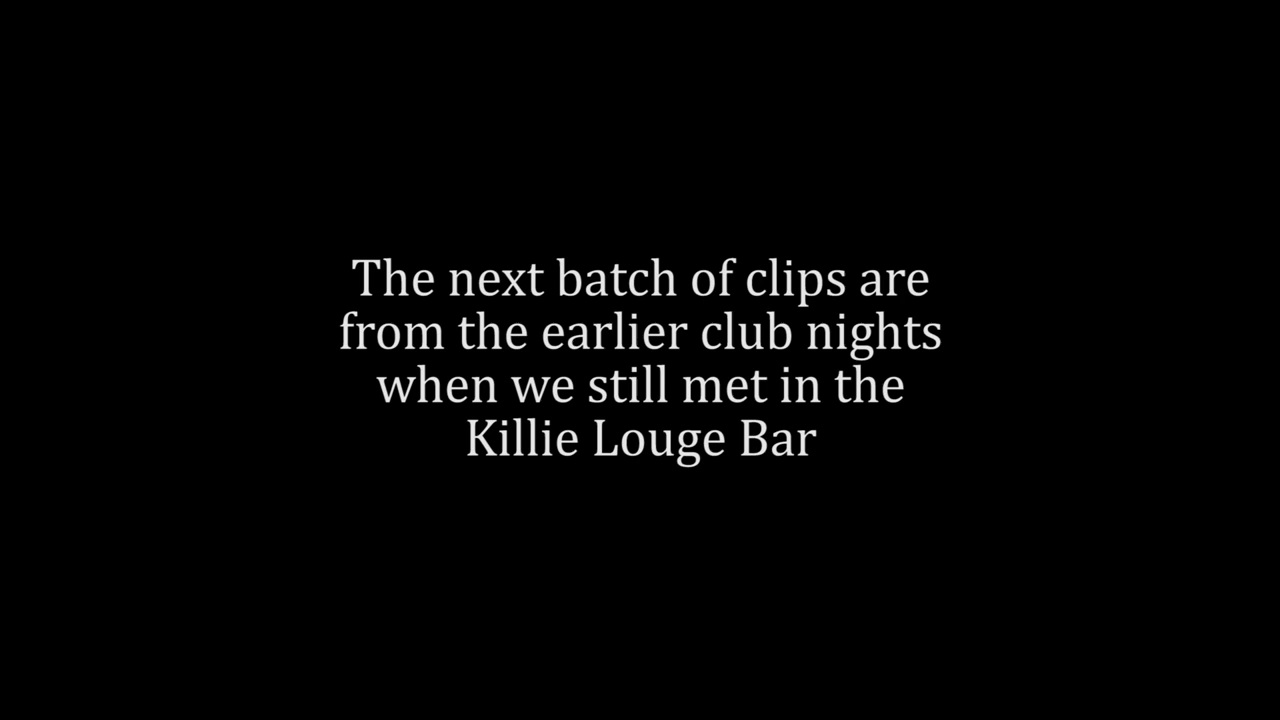 The next batch of clips are
from the earlier club nights
when we still met in the
Killie Louge Bar